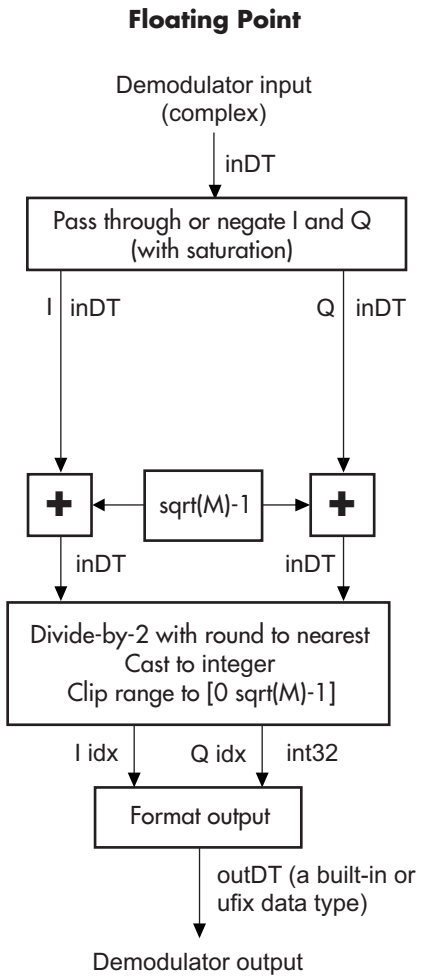 Floating Point
Demodulator input
(complex)
inDT
Pass through or negate I and Q
(with saturation)
I inDT
Q inDT
+ sqrt(M)-1 +
inDT inDT
Divide-by-2 with round to nearest
Cast to integer
Clip range to [0 sqrt(M)-1]
I idx Q idx int32
Format output
outDT (a built-in or
ufix data type)
Demodulator output